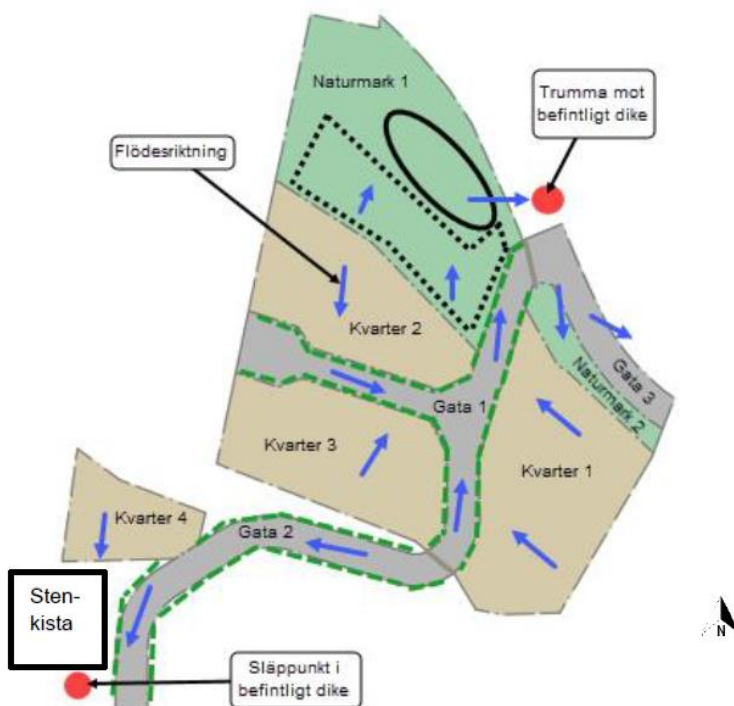 Naturmark 1
Trumma mot
befintligt dike
Flödesriktning
Kvarter 2
Gata 3
Naturmark 2
Gata 1
Kvarter 3
Kvarter 1
Kvarter 4
Gata 2
Sten-
kista
Släppunkt i
befintligt dike
N